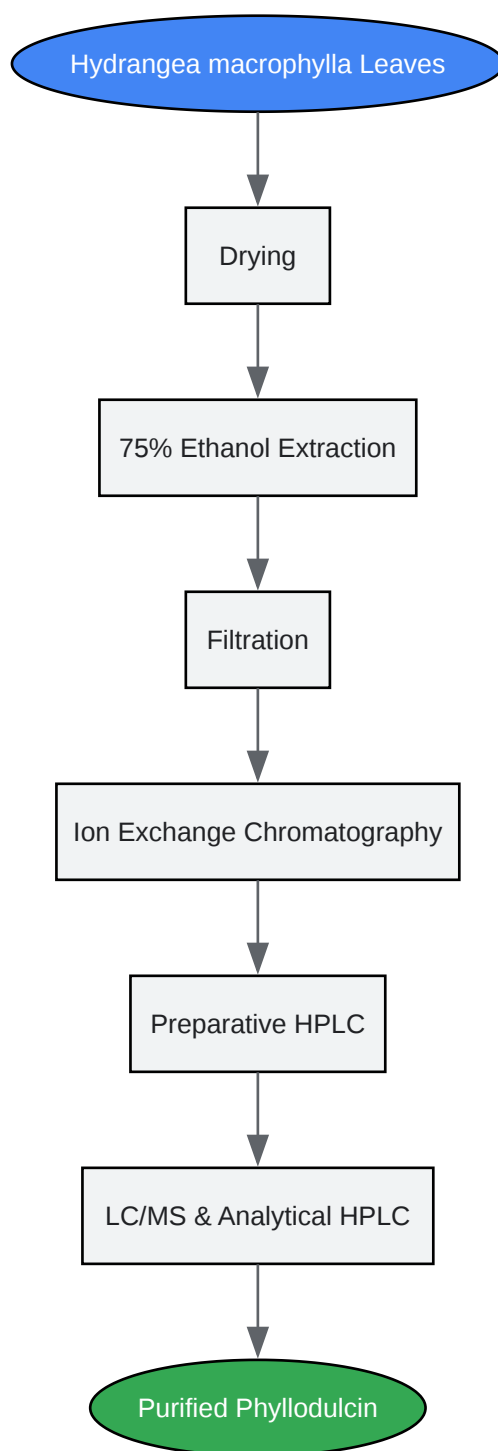 Hydrangea macrophylla Leaves
Drying
75% Ethanol Extraction
Filtration
Ion Exchange Chromatography
Preparative HPLC
LC/MS & Analytical HPLC
Purified Phyllodulcin